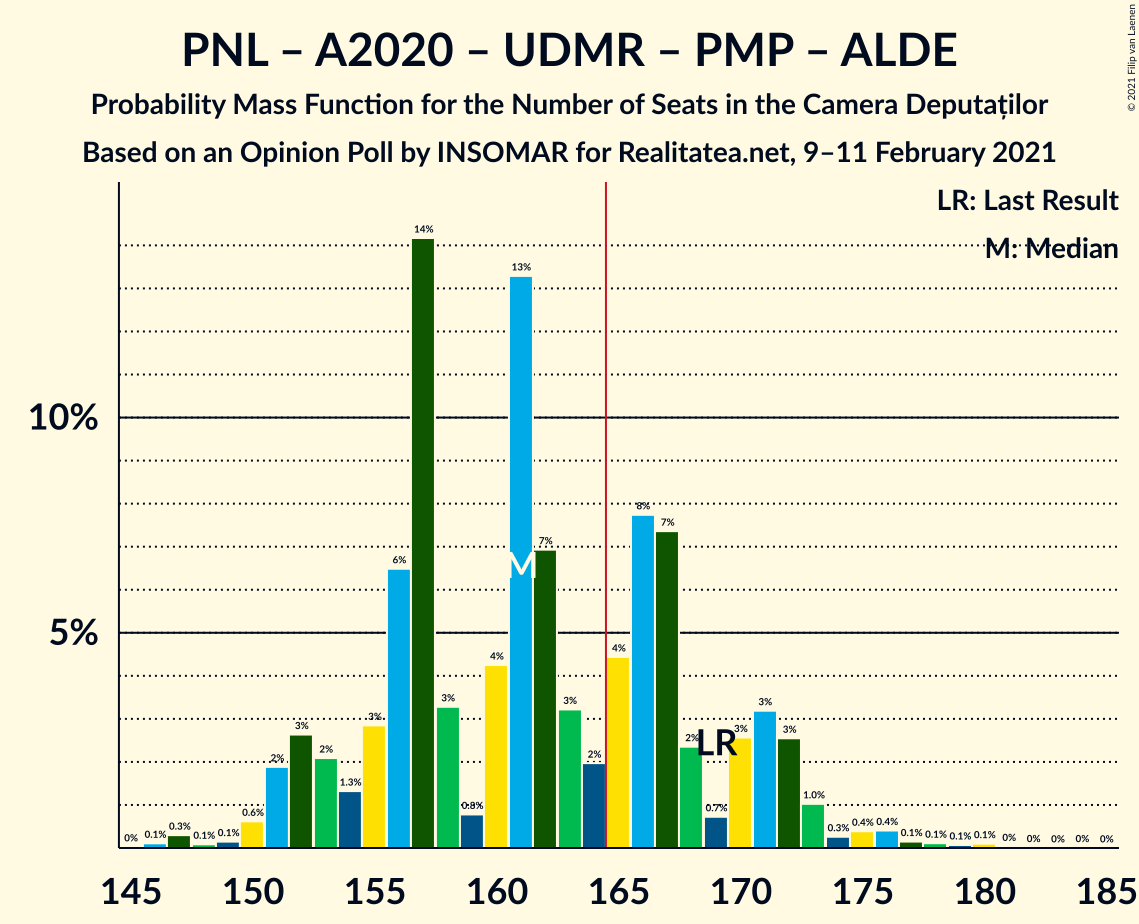 PNL – A2020 – UDMR – PMP – ALDE
Probability Mass Function for the Number of Seats in the Camera Deputaților
Based on an Opinion Poll by INSOMAR for Realitatea.net, 9–11 February 2021
© 2021 Filip van Laenen
LR: Last Result
M: Median
10%
5%
0% 0.1% 0.3% 0.1% 0.1% 0.6% 2% 3% 2% 1.3% 3% 6% 14% 3% 0.8% 4% 13% 7% 3% 2% 4% 8% 7% 2% 0.7% 3% 3% 3% 1.0% 0.3% 0.4% 0.4% 0.1% 0.1% 0.1% 0.1% 0% 0% 0% 0% 0%
M
LR
145 150 155 160 165 170 175 180 185